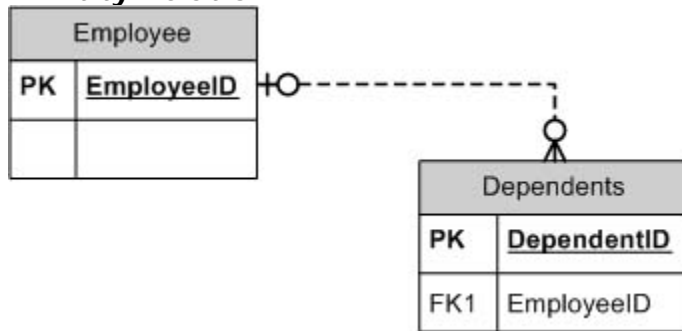 Employee
PK EmployeeID
Dependents
PK DependentID
FK1 EmployeeID